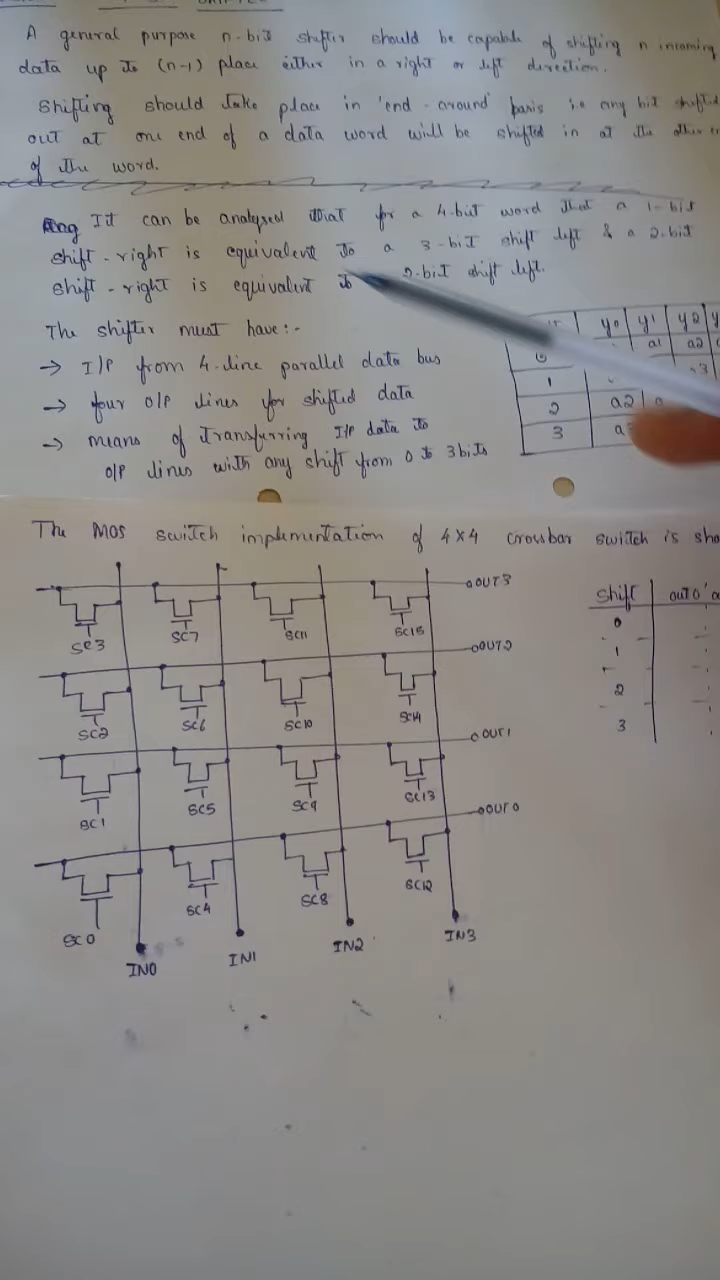 A general purpose n-bit shifter should be capable of shifting n incoming
data up to (n-1) place either in a right or left direction.
Shifting should take place in 'end-around' basis i.e any bit shifted
out at one end of a data word will be shifted in at the other
of the word.
It can be analysed that for a 4-bit word that a 1-bit
shift-right is equivalent to a 3-bit shift left & a 2-bit
shift-right is equivalent to 2-bit shift left.
The shifter must have:-
→ I/P from 4-line parallel data bus
→ four O/P lines for shifted data
→ means of transferring I/P data to
O/P lines with any shift from 0 to 3 bits
y0 y1 y2 y
0 a1 a2
1
2 a2 a
3 a
The MOS switch implementation of 4x4 crossbar switch is sho
shift out0
0
1
2
3
OUT3
SC3 SC7 SC11 SC15
OUT2
SC2 SC6 SC10 SC14
OUT1
SC1 SC5 SC9 SC13
OUT0
SC0 SC4 SC8 SC12
IN0 IN1 IN2 IN3